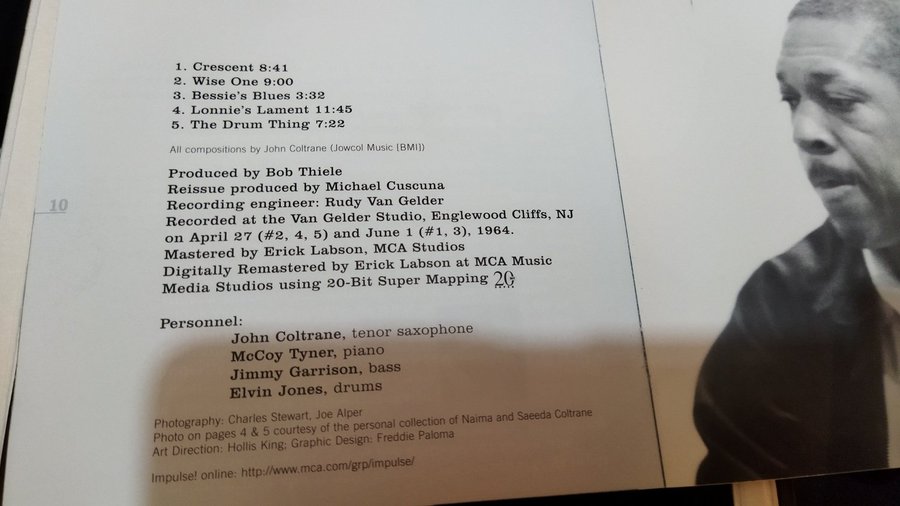 1. Crescent 8:41
2. Wise One 9:00
3. Bessie's Blues 3:32
4. Lonnie's Lament 11:45
5. The Drum Thing 7:22
All compositions by John Coltrane (Jowcol Music [BMI])
10
Produced by Bob Thiele
Reissue produced by Michael Cuscuna
Recording engineer: Rudy Van Gelder
Recorded at the Van Gelder Studio, Englewood Cliffs, NJ
on April 27 (#2, 4, 5) and June 1 (#1, 3), 1964.
Mastered by Erick Labson, MCA Studios
Digitally Remastered by Erick Labson at MCA Music
Media Studios using 20-Bit Super Mapping 20
Personnel:
John Coltrane, tenor saxophone
McCoy Tyner, piano
Jimmy Garrison, bass
Elvin Jones, drums
Photography: Charles Stewart, Joe Alper
Photo on pages 4 & 5 courtesy of the personal collection of Naima and Saeeda Coltrane
Art Direction: Hollis King; Graphic Design: Freddie Paloma
Impulse! online: http://www.mca.com/grp/impulse/